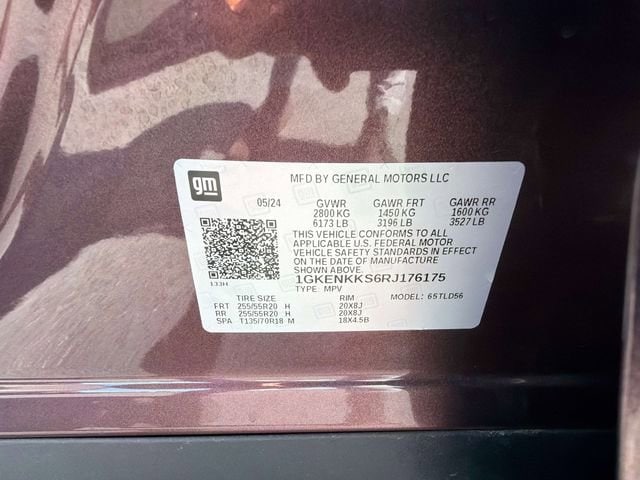 gm
MFD BY GENERAL MOTORS LLC
05/24 GVWR GAWR FRT GAWR RR
2800 KG 1450 KG 1600 KG
6173 LB 3196 LB 3527 LB
THIS VEHICLE CONFORMS TO ALL
APPLICABLE U.S. FEDERAL MOTOR
VEHICLE SAFETY STANDARDS IN EFFECT
ON THE DATE OF MANUFACTURE
SHOWN ABOVE.
133H
1GKENKKS6RJ176175
TYPE: MPV
TIRE SIZE RIM MODEL: 65TLD56
FRT 255/55R20 H 20X8J
RR 255/55R20 H 20X8J
SPA T135/70R18 M 18X4.5B